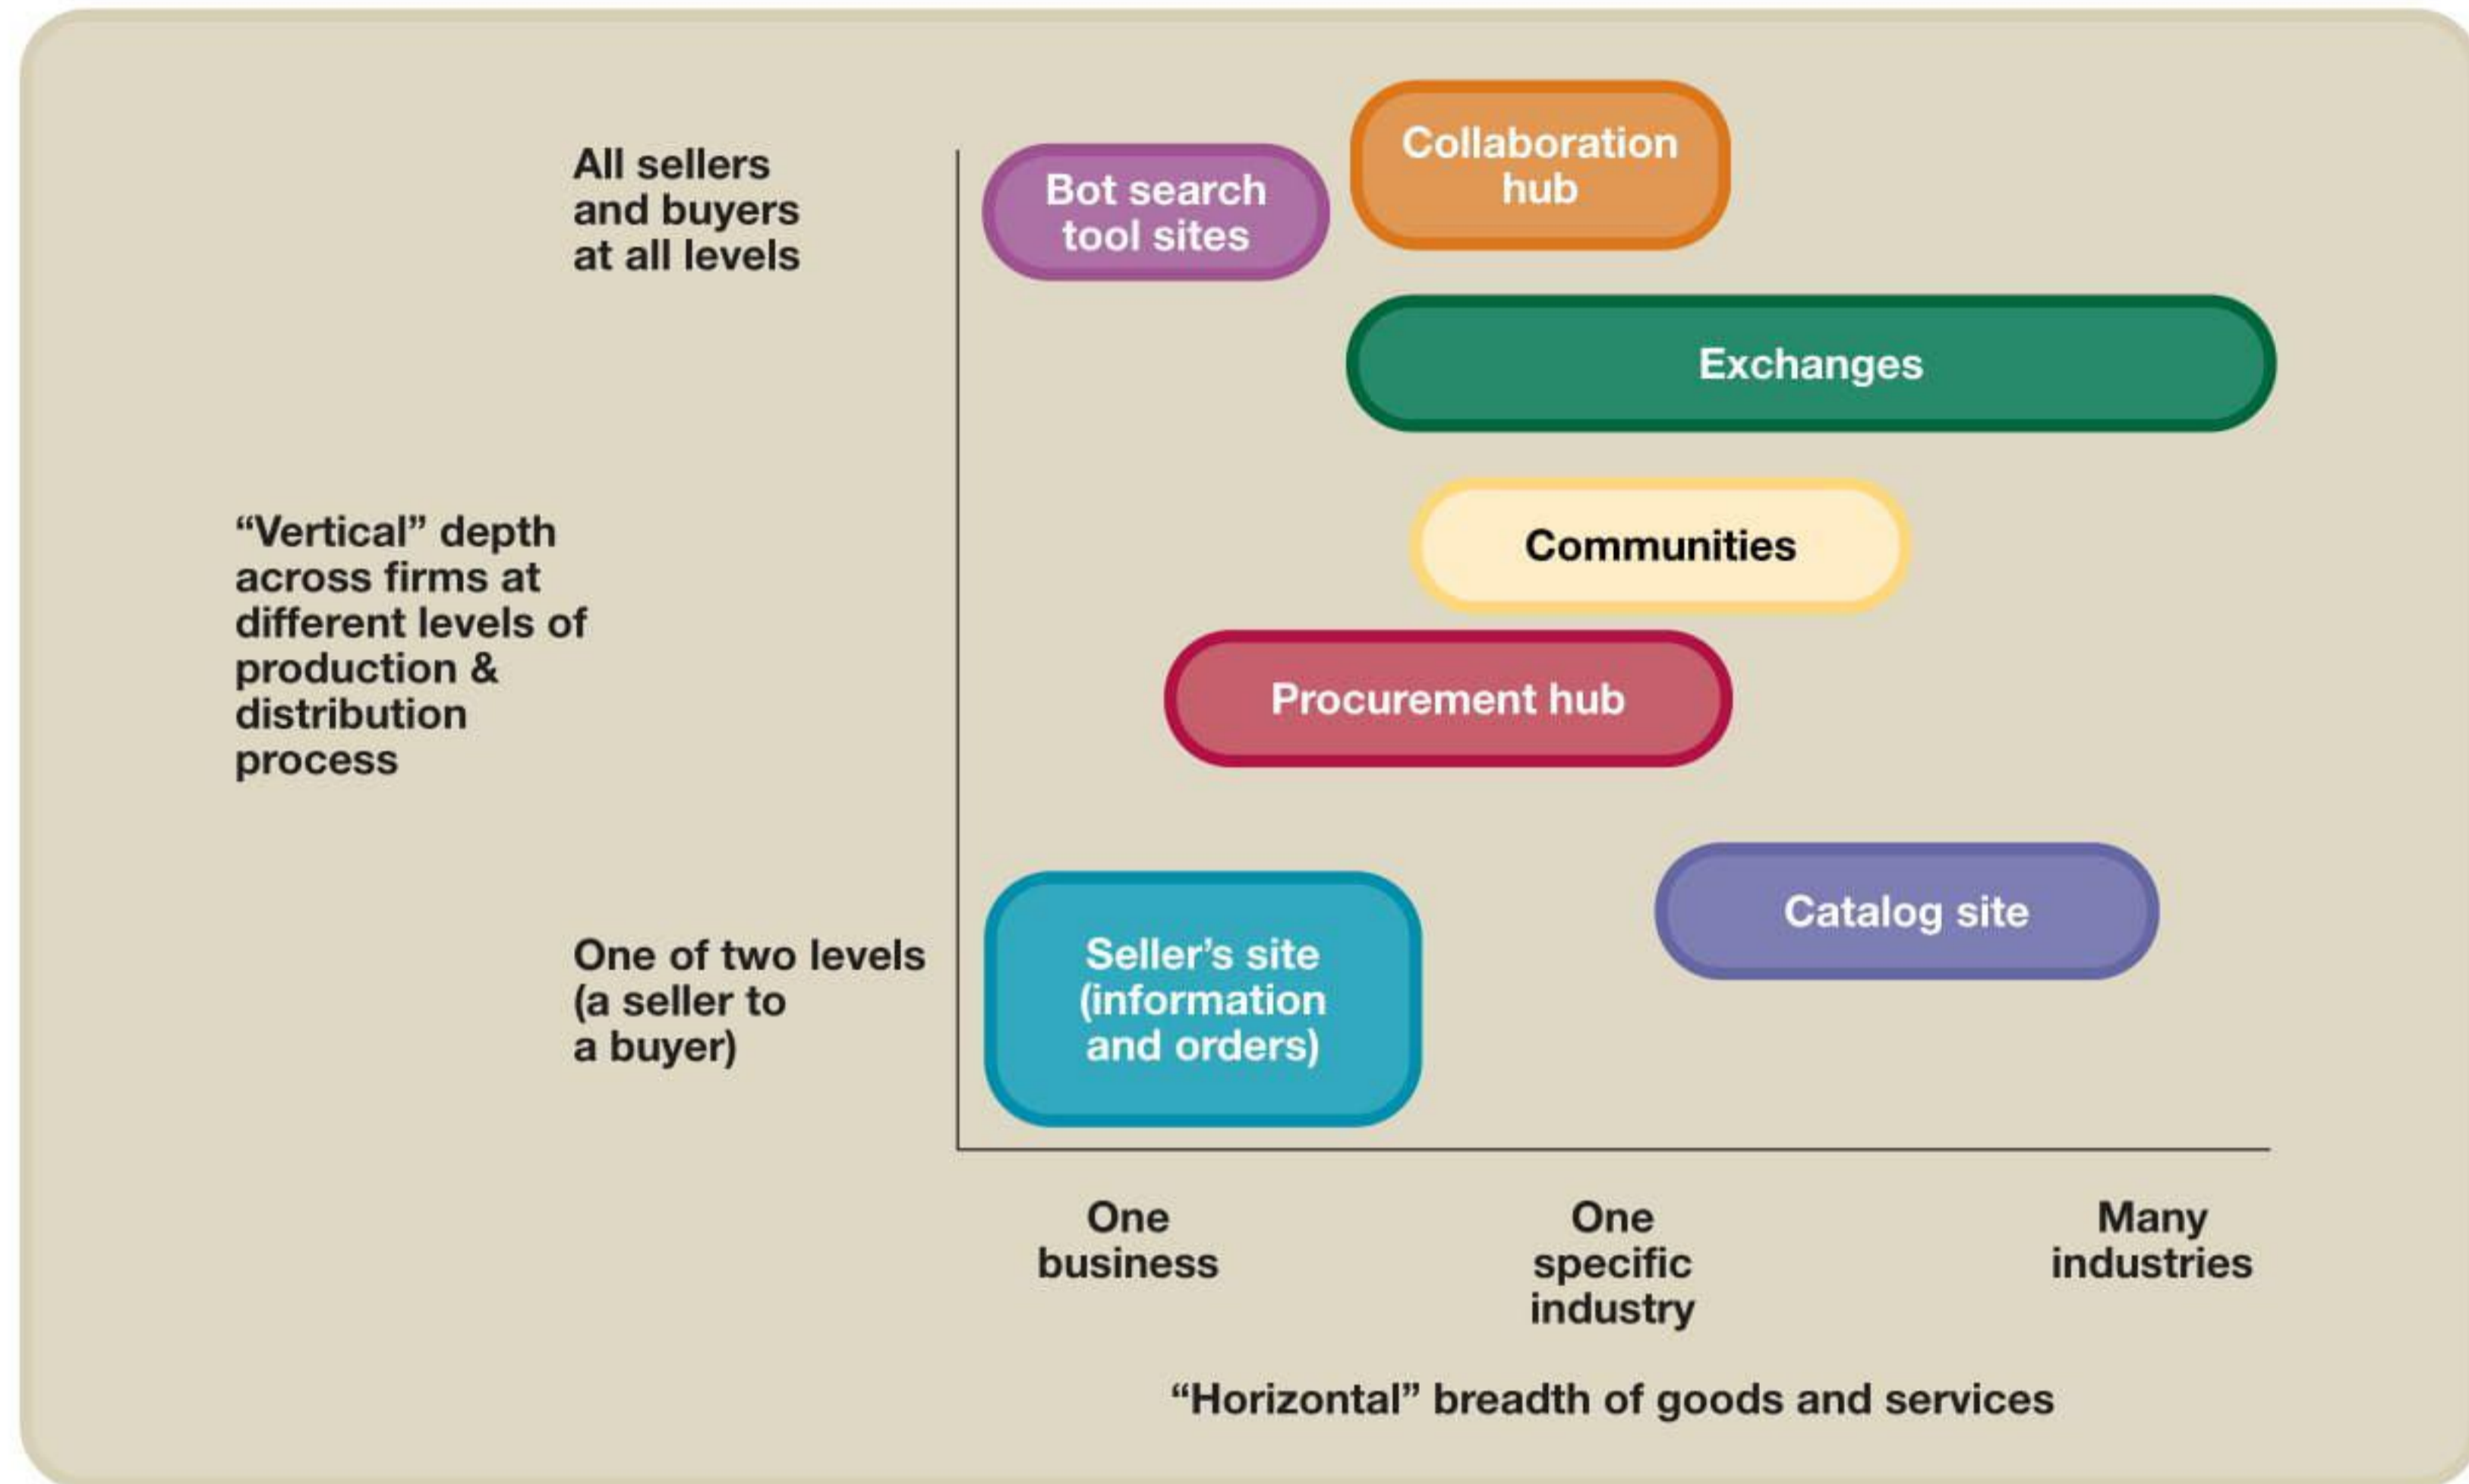 All sellers
and buyers
at all levels
Bot search
tool sites
Collaboration
hub
Exchanges
“Vertical” depth
across firms at
different levels of
production &
distribution
process
Communities
Procurement hub
Catalog site
One of two levels
(a seller to
a buyer)
Seller’s site
(information
and orders)
One
business
One
specific
industry
Many
industries
“Horizontal” breadth of goods and services